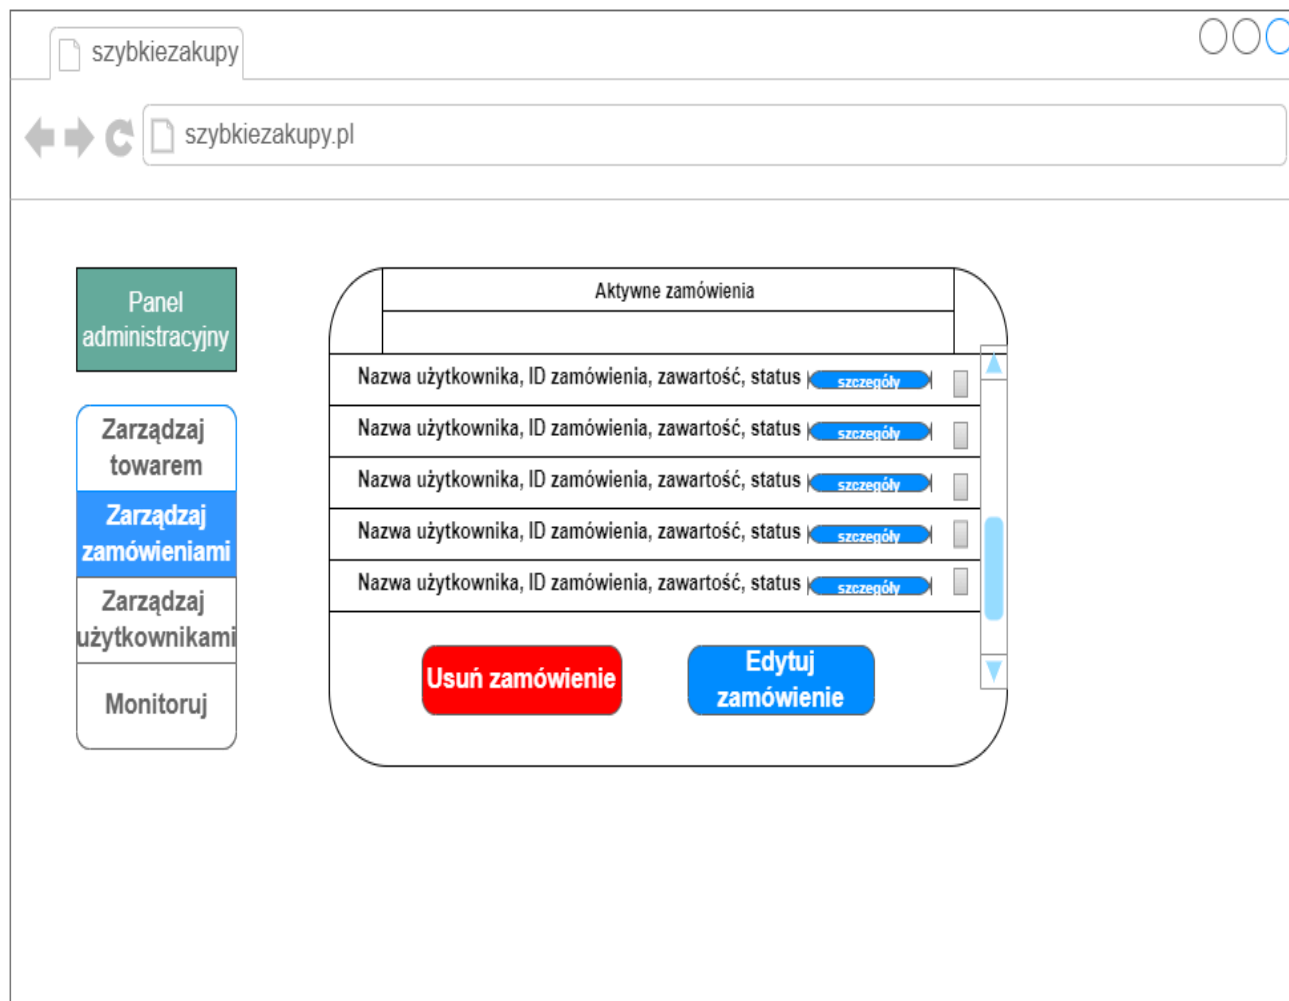 szybkiezakupy
szybkiezakupy.pl
Panel
administracyjny
Zarządzaj
towarem
Zarządzaj
zamówieniami
Zarządzaj
użytkownikami
Monitoruj
Aktywne zamówienia
Nazwa użytkownika, ID zamówienia, zawartość, status szczegóły
Nazwa użytkownika, ID zamówienia, zawartość, status szczegóły
Nazwa użytkownika, ID zamówienia, zawartość, status szczegóły
Nazwa użytkownika, ID zamówienia, zawartość, status szczegóły
Nazwa użytkownika, ID zamówienia, zawartość, status szczegóły
Usuń zamówienie
Edytuj
zamówienie